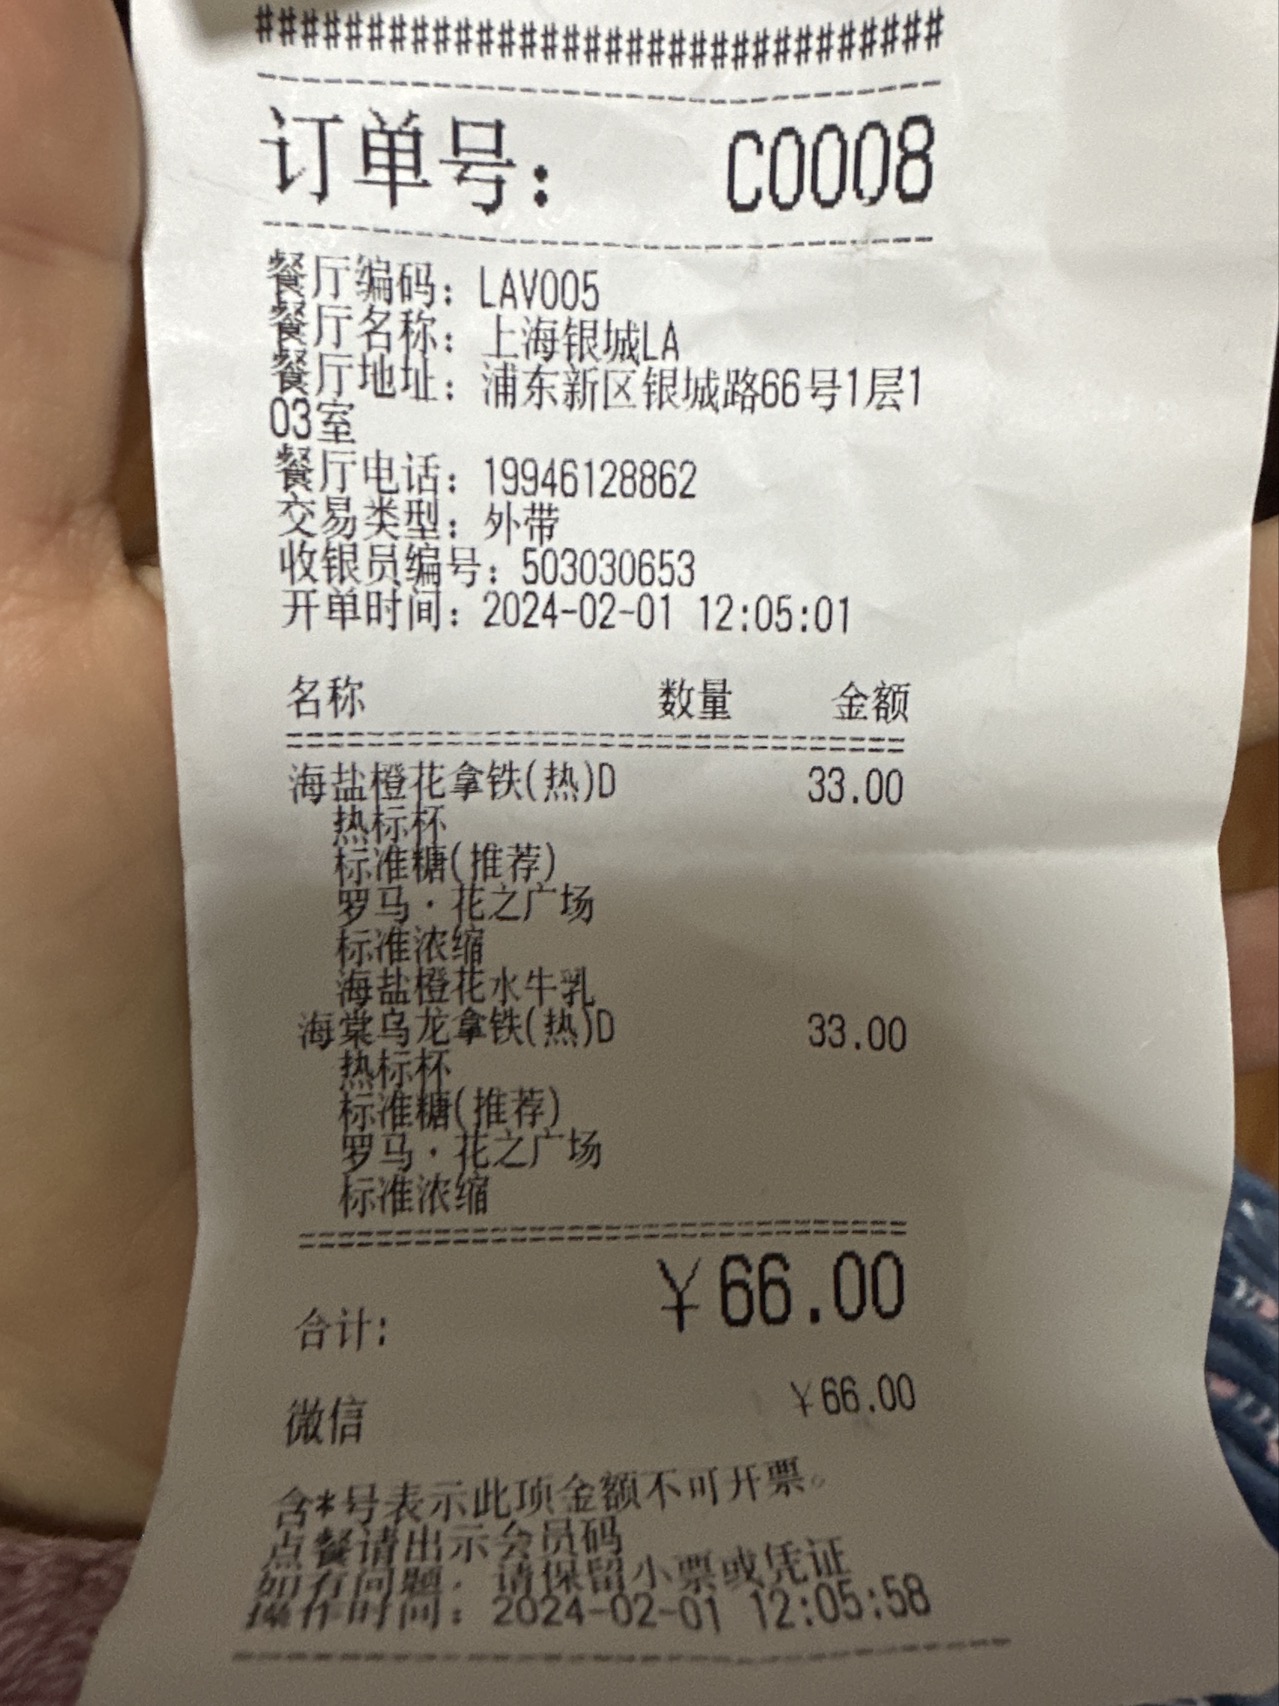 ################################
订单号： C0008
餐厅编码：LAV005
餐厅名称：上海银城LA
餐厅地址：浦东新区银城路66号1层1
03室
餐厅电话：19946128862
交易类型：外带
收银员编号：503030653
开单时间：2024-02-01 12:05:01
名称 数量 金额
海盐橙花拿铁(热)D 33.00
热标杯
标准糖(推荐)
罗马·花之广场
标准浓缩
海盐橙花水牛乳
海棠乌龙拿铁(热)D 33.00
热标杯
标准糖(推荐)
罗马·花之广场
标准浓缩
合计: ￥66.00
微信 ￥66.00
含*号表示此项金额不可开票。
点餐请出示会员码
如有问题，请保留小票或凭证
操作时间：2024-02-01 12:05:58